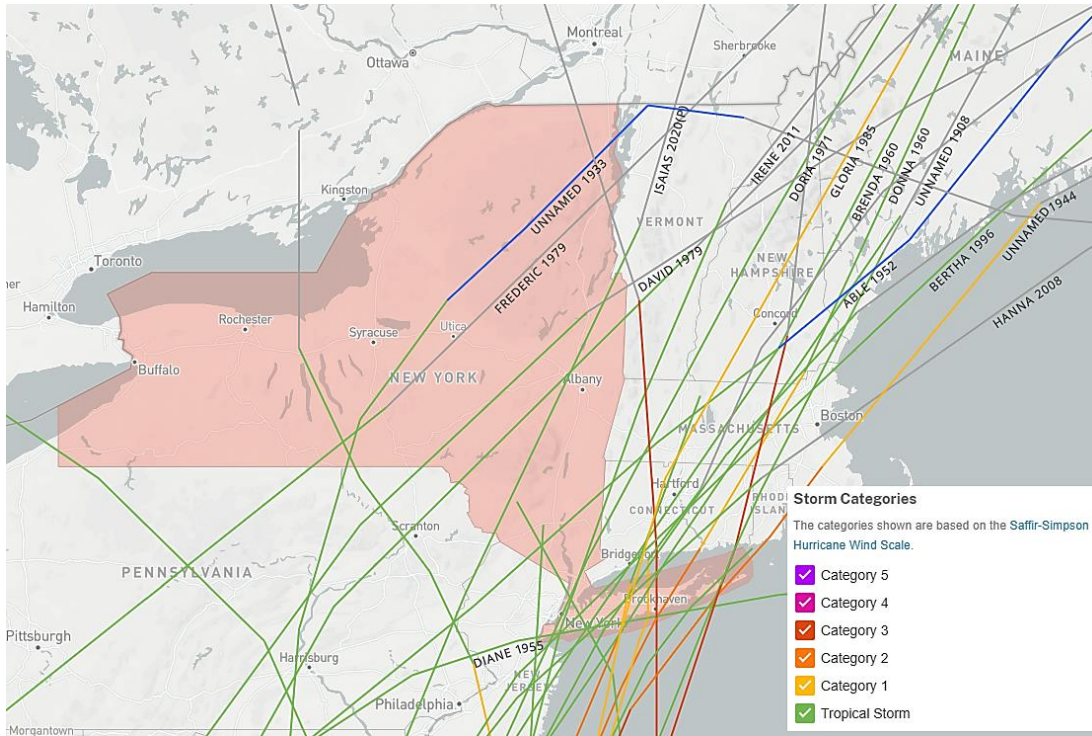 Montreal
Sherbrooke
MAINE
Ottawa
ISAIAS 2020(P)
IRENE 2011
DORIA 1971
GLORIA 1985
BRENDA 1960
DONNA 1960
UNNAMED 1908
Kingston
UNNAMED 1933
VERMONT
UNNAMED 1944
Toronto
FREDERIC 1979
DAVID 1979
NEW
HAMPSHIRE
ABLE 1952
BERTHA 1996
HANNA 2008
Hamilton
Rochester
Syracuse
Utica
Concord
Buffalo
NEW YORK
Albany
Boston
MASSACHUSETTS
Hartford
CONNECTICUT
RHODE
ISLAND
Scranton
Bridgeport
PENNSYLVANIA
Brookhaven
New York
Pittsburgh
Harrisburg
DIANE 1955
NEW
JERSEY
Philadelphia
Morgantown
Storm Categories
The categories shown are based on the Saffir-Simpson
Hurricane Wind Scale.
Category 5
Category 4
Category 3
Category 2
Category 1
Tropical Storm